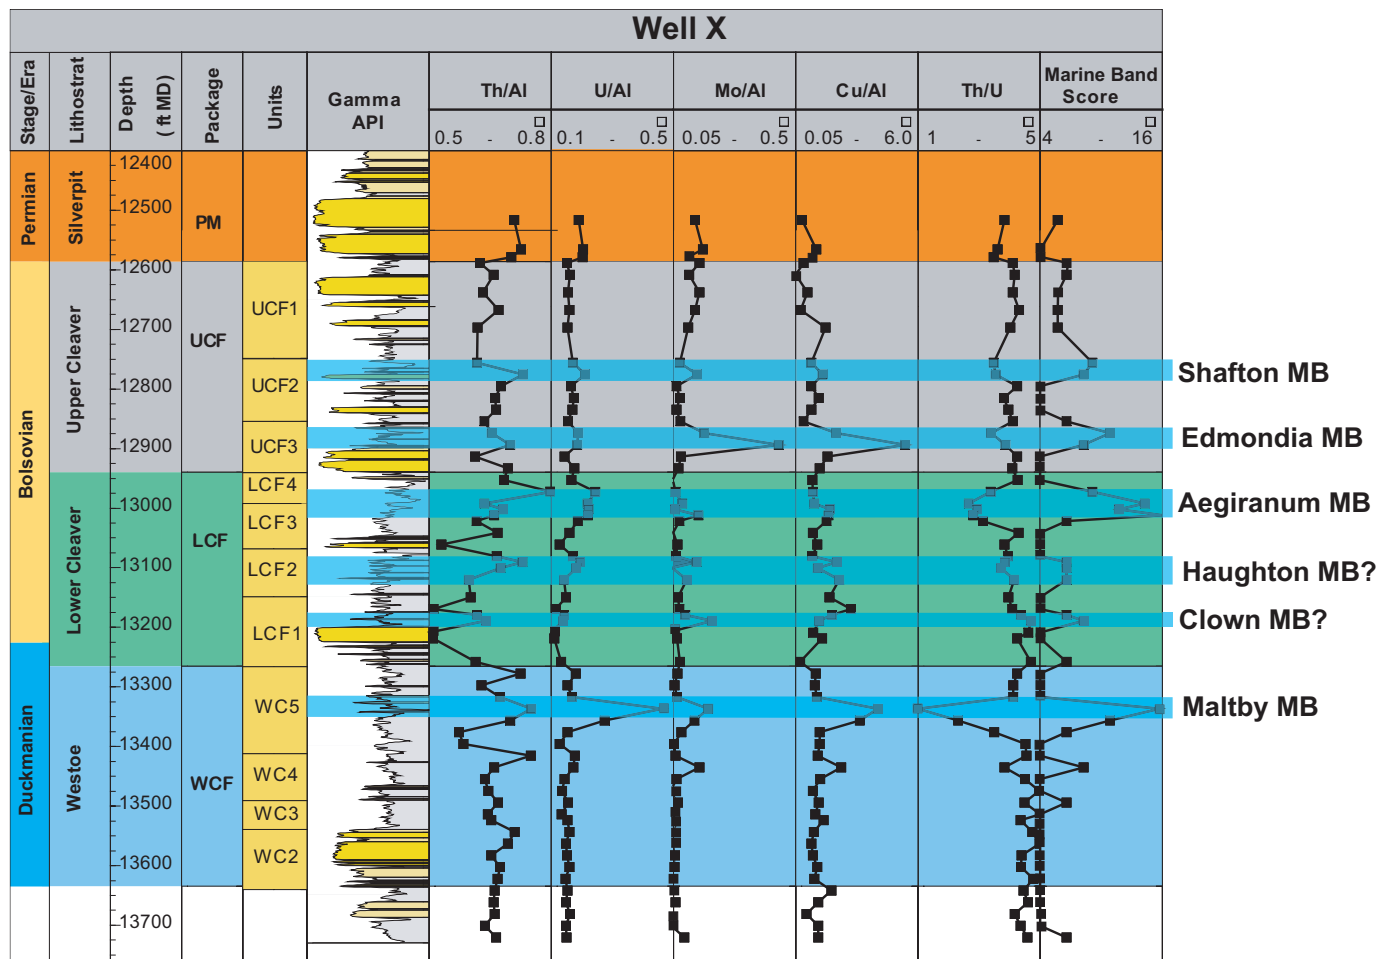 Well X
Stage/Era
Lithostrat
Depth
(ft MD)
Package
Units
Gamma
API
Th/Al
0.5 - 0.8
U/Al
0.1 - 0.5
Mo/Al
0.05 - 0.5
Cu/Al
0.05 - 6.0
Th/U
1 - 5
Marine Band
Score
4 - 16
Permian
Bolsovian
Duckmanian
Silverpit
Upper Cleaver
Lower Cleaver
Westoe
12400
12500
12600
12700
12800
12900
13000
13100
13200
13300
13400
13500
13600
13700
PM
UCF
LCF
WCF
UCF1
UCF2
UCF3
LCF4
LCF3
LCF2
LCF1
WC5
WC4
WC3
WC2
Shafton MB
Edmondia MB
Aegiranum MB
Haughton MB?
Clown MB?
Maltby MB